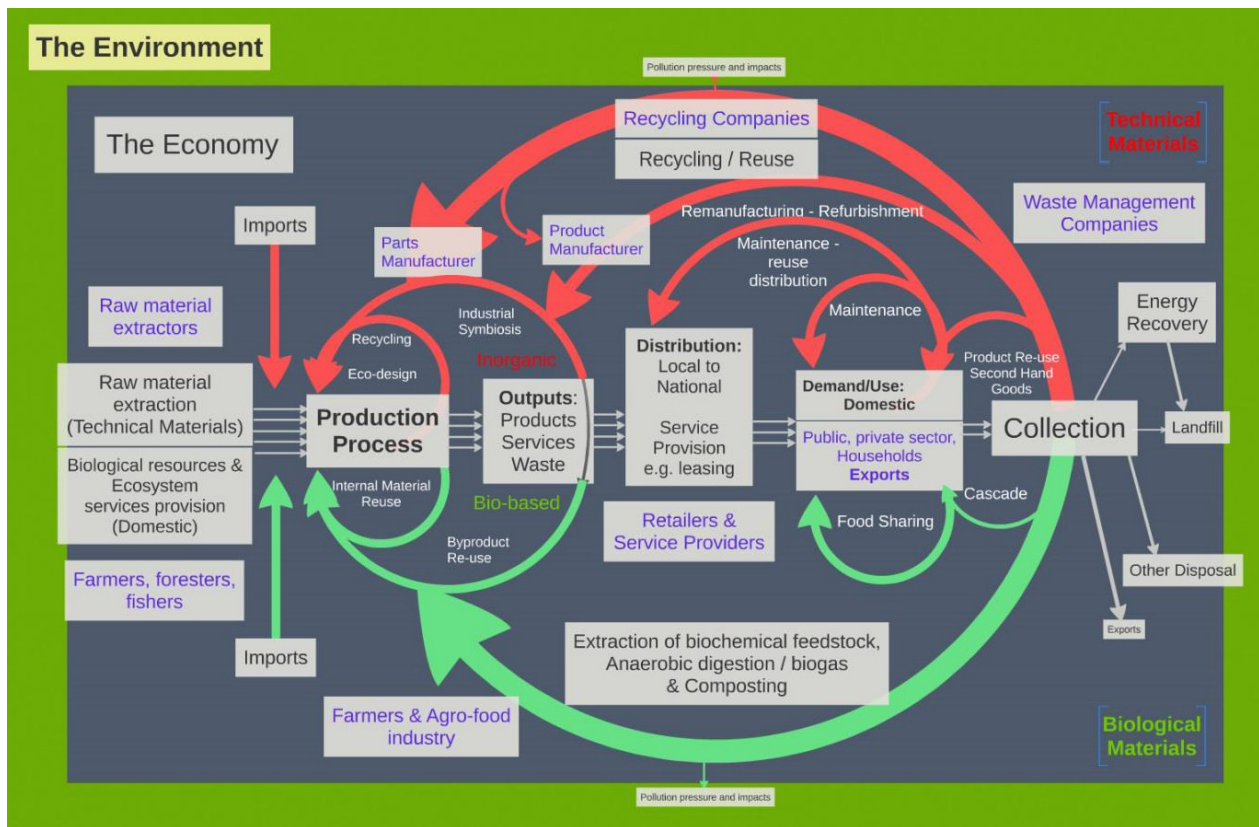 The Environment
Pollution pressure and impacts
The Economy
Recycling Companies
Recycling / Reuse
Technical
Materials
Waste Management
Companies
Imports
Remanufacturing - Refurbishment
Parts
Manufacturer
Product
Manufacturer
Maintenance -
reuse
distribution
Raw material
extractors
Industrial
Symbiosis
Maintenance
Energy
Recovery
Recycling
Eco-design
Inorganic
Product Re-use
Second Hand
Goods
Raw material
extraction
(Technical Materials)
Biological resources &
Ecosystem
services provision
(Domestic)
Production
Process
Outputs:
Products
Services
Waste
Distribution:
Local to
National
Service
Provision
e.g. leasing
Demand/Use:
Domestic
Public, private sector,
Households
Exports
Collection
Landfill
Internal Material
Reuse
Bio-based
Cascade
Food Sharing
Retailers &
Service Providers
Byproduct
Re-use
Farmers, foresters,
fishers
Other Disposal
Imports
Exports
Extraction of biochemical feedstock,
Anaerobic digestion / biogas
& Composting
Farmers & Agro-food
industry
Biological
Materials
Pollution pressure and impacts